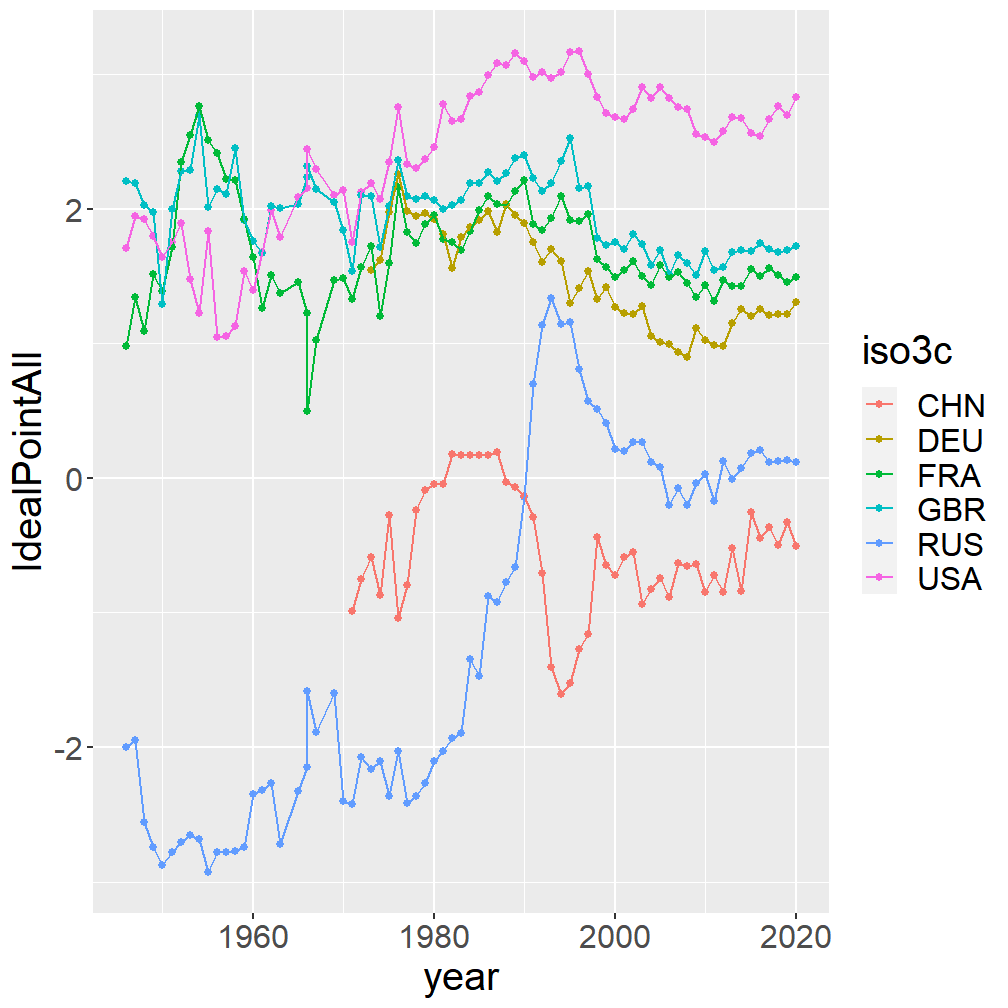 2
0
-2
1960 1980 2000 2020
year
IdealPointAll
iso3c
CHN
DEU
FRA
GBR
RUS
USA